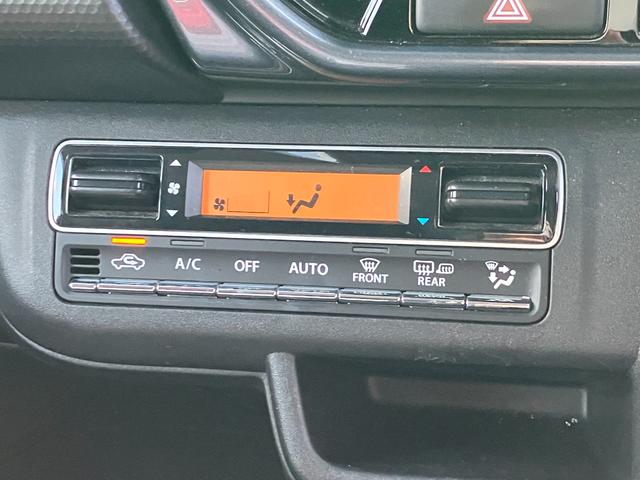 A/C OFF AUTO FRONT REAR